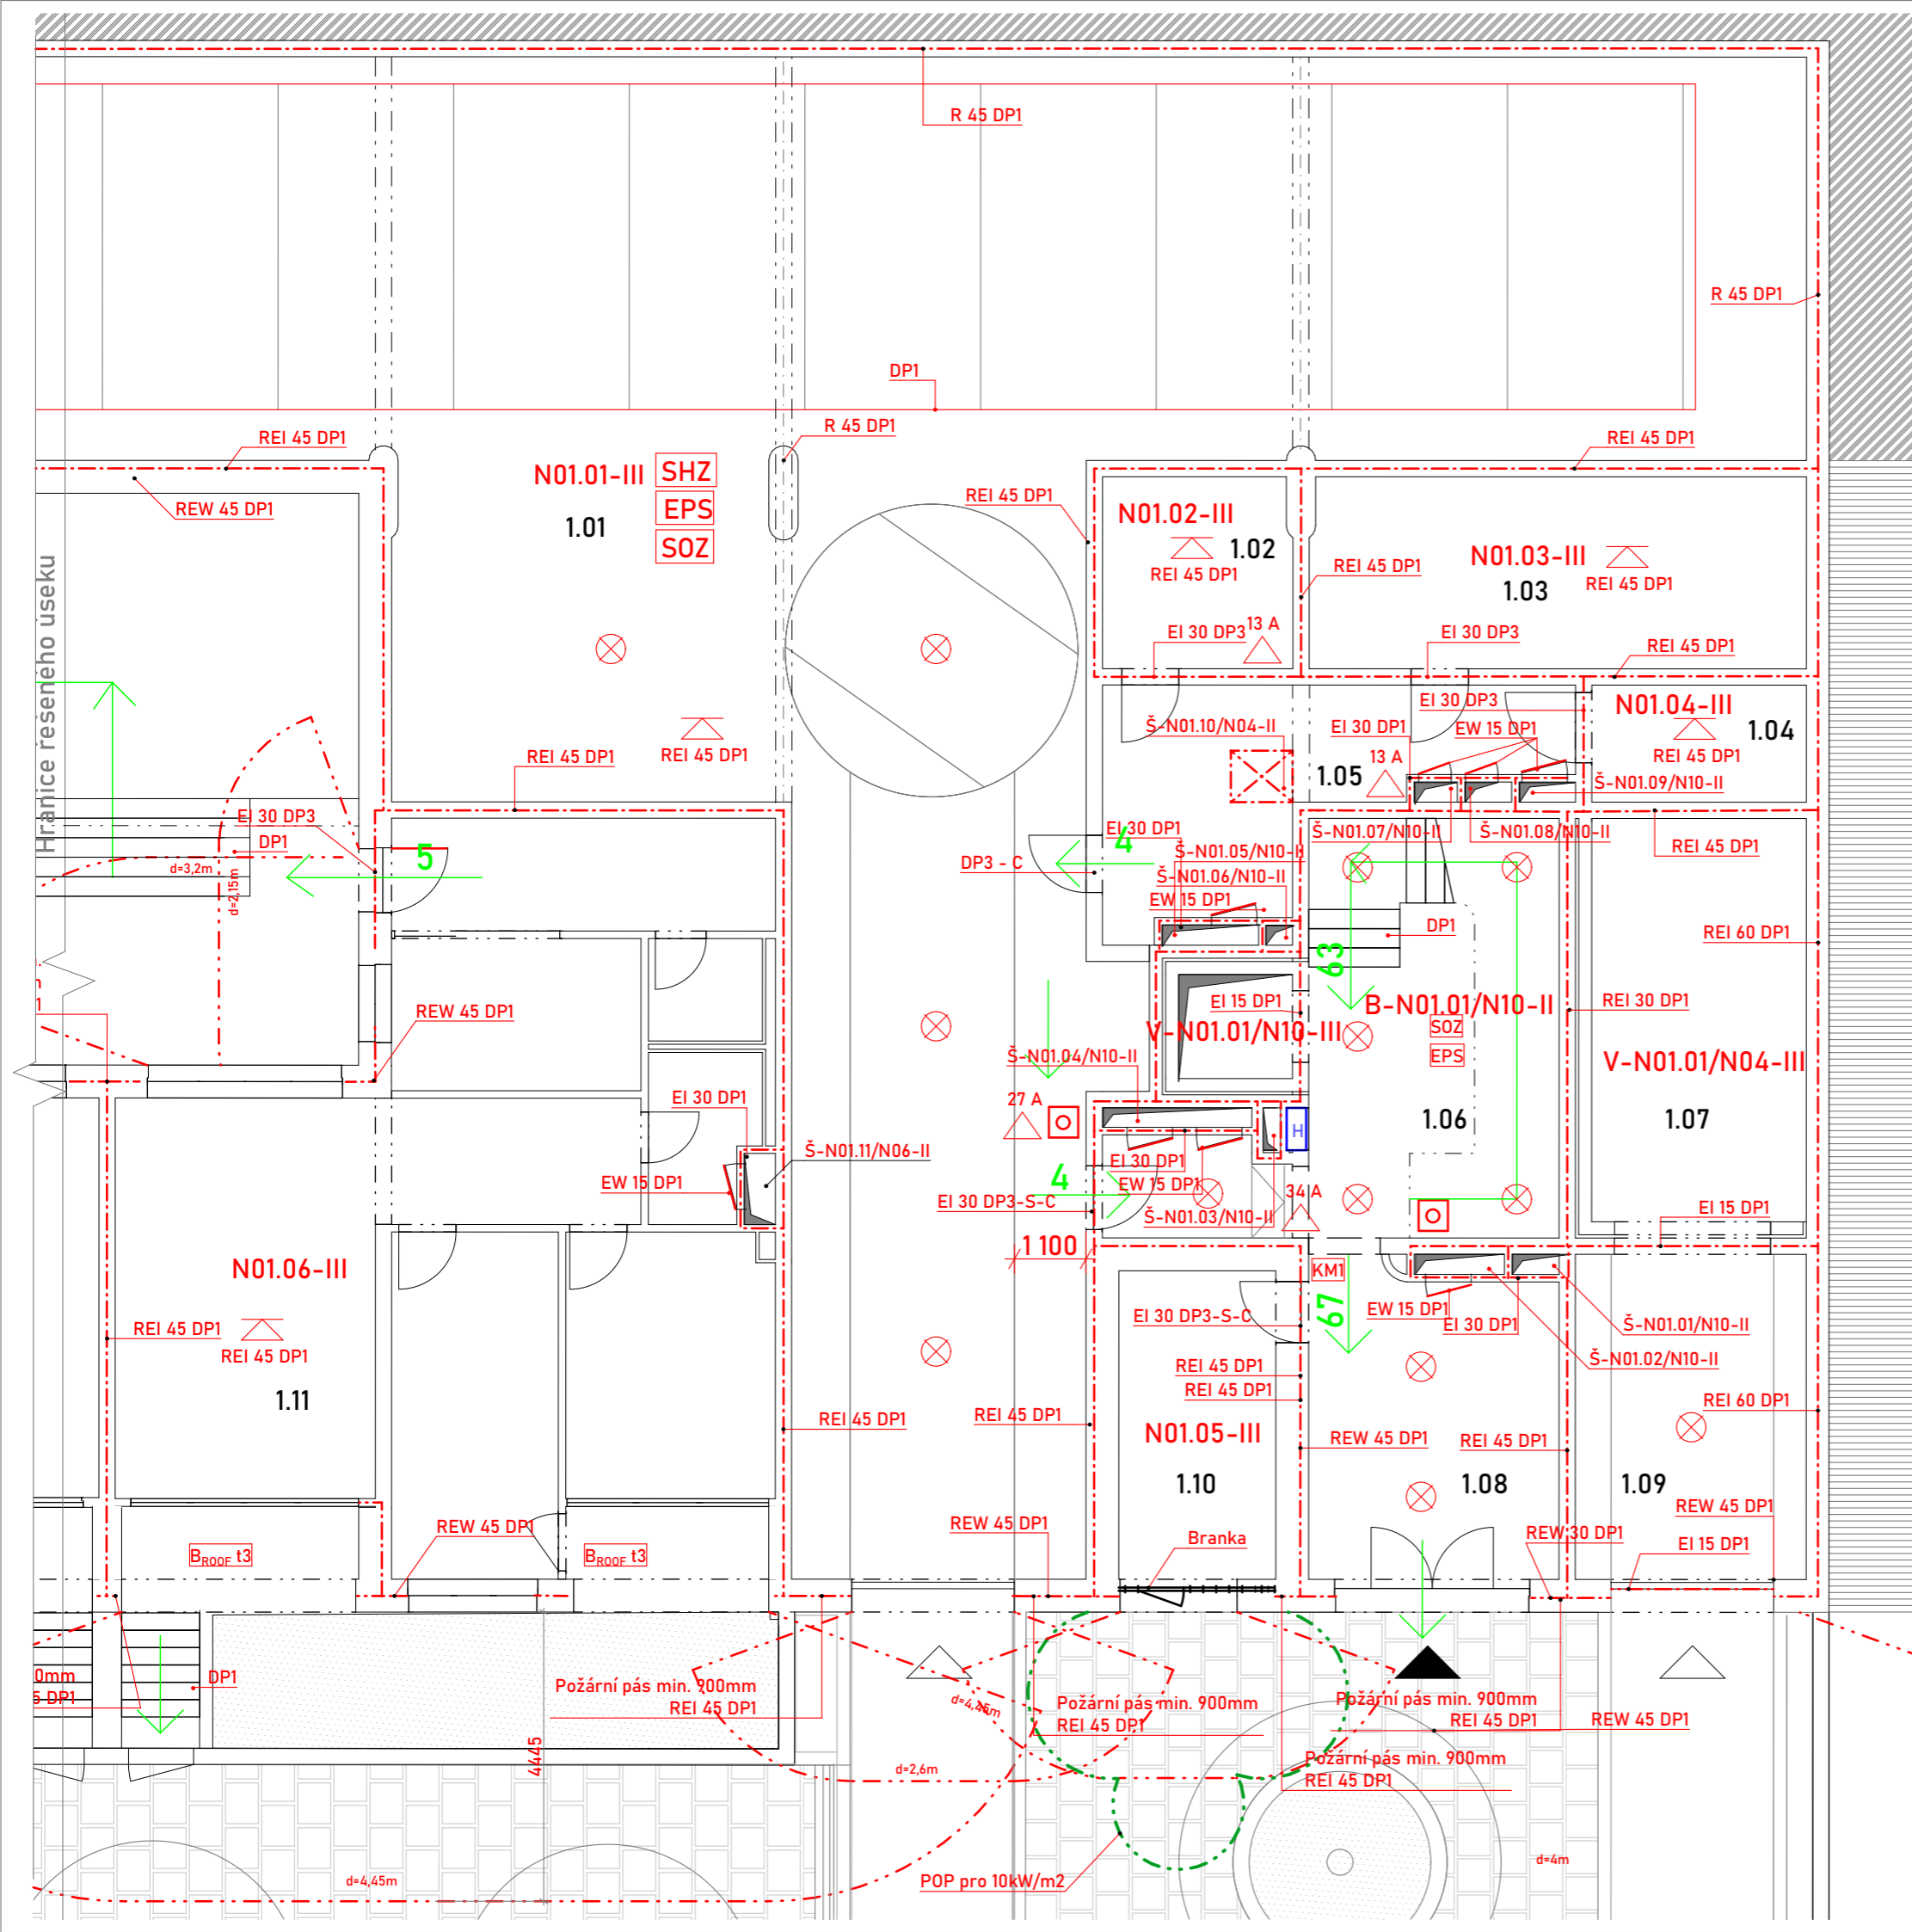 R 45 DP1
R 45 DP1
DP1
R 45 DP1
REI 45 DP1
REW 45 DP1
N01.01-III
SHZ
EPS
SOZ
1.01
REI 45 DP1
REI 45 DP1
N01.02-III
1.02
REI 45 DP1
REI 45 DP1
N01.03-III
1.03
REI 45 DP1
Hranice řešeného úseku
EI 30 DP3
13 A
EI 30 DP3
REI 45 DP1
EI 30 DP3
N01.04-III
1.04
REI 45 DP1
Š-N01.10/N04-II
EI 30 DP1
EW 15 DP1
REI 45 DP1
REI 45 DP1
1.05
13 A
Š-N01.09/N10-II
EI 30 DP3
DP1
d=3,2m
d=2,15m
5
EI 30 DP1
4
Š-N01.07/N10-II
Š-N01.08/N10-II
REI 45 DP1
DP3 - C
Š-N01.05/N10-II
Š-N01.06/N10-II
EW 15 DP1
DP1
63
REI 60 DP1
REW 45 DP1
EI 15 DP1
V-N01.01/N10-III
B-N01.01/N10-II
SOZ
EPS
REI 30 DP1
V-N01.01/N04-III
Š-N01.04/N10-II
27 A
EI 30 DP1
H
1.06
1.07
Š-N01.11/N06-II
EW 15 DP1
EI 30 DP1
4
EW 15 DP1
EI 30 DP3-S-C
34 A
Š-N01.03/N10-II
EI 15 DP1
1 100
N01.06-III
KM1
67
EI 30 DP3-S-C
EW 15 DP1
EI 30 DP1
Š-N01.01/N10-II
Š-N01.02/N10-II
REI 45 DP1
REI 45 DP1
REI 45 DP1
REI 45 DP1
1.11
REI 45 DP1
REI 45 DP1
N01.05-III
REW 45 DP1
REI 45 DP1
REI 60 DP1
1.10
1.08
1.09
REW 45 DP1
REW 45 DP1
REW 45 DP1
Branka
REW 30 DP1
EI 15 DP1
BROOF t3
BROOF t3
0mm
5 DP1
DP1
Požární pás min. 900mm
REI 45 DP1
d=4,45m
Požární pás min. 900mm
REI 45 DP1
Požární pás min. 900mm
REI 45 DP1
REW 45 DP1
Požární pás min. 900mm
REI 45 DP1
4445
d=2,6m
d=4,45m
POP pro 10kW/m2
d=4m